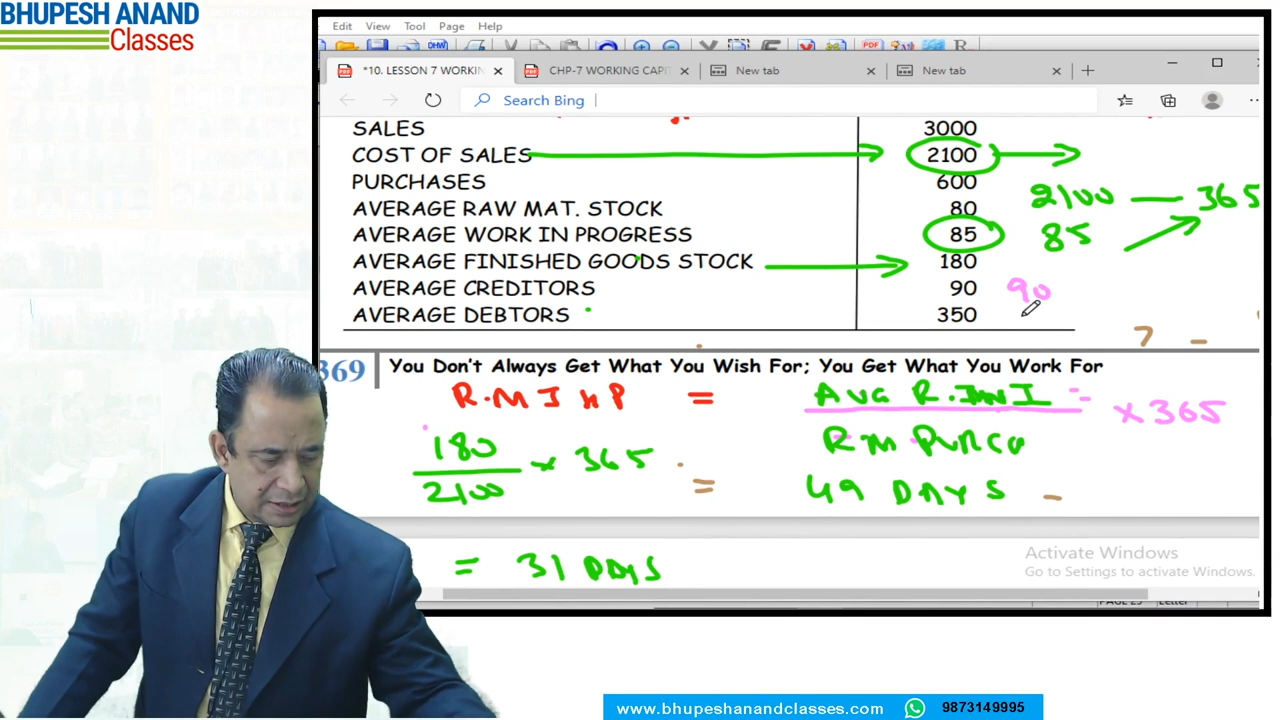 BHUPESH ANAND
Classes
Edit View Tool Page Help
*10. LESSON 7 WORKIN
CHP-7 WORKING CAPI
New tab
New tab
Search Bing
SALES 3000
COST OF SALES 2100
PURCHASES 600
2100 — 365
AVERAGE RAW MAT. STOCK 80
AVERAGE WORK IN PROGRESS 85
85
AVERAGE FINISHED GOODS STOCK 180
AVERAGE CREDITORS 90
90
AVERAGE DEBTORS 350
369 You Don't Always Get What You Wish For; You Get What You Work For
R.M I H P = AVG R.M I × 365
RM PURCH
180 × 365
2100
= 49 DAYS
= 31 DAYS
Activate Windows
Go to Settings to activate Windows.
www.bhupeshanandclasses.com 9873149995